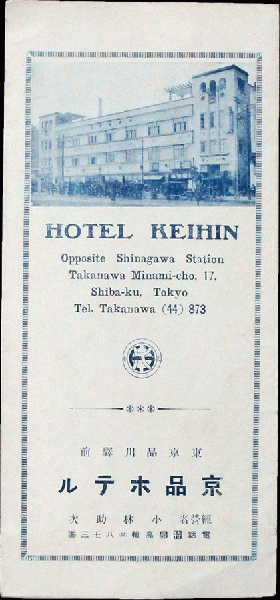 HOTEL KEIHIN
Opposite Shinagawa Station
Takanawa Minami-cho, 17,
Shiba-ku, Tokyo
Tel. Takanawa (44) 873
東京品川驛前
京品ホテル
經營者 小林助次
電話 高輪 八七三番